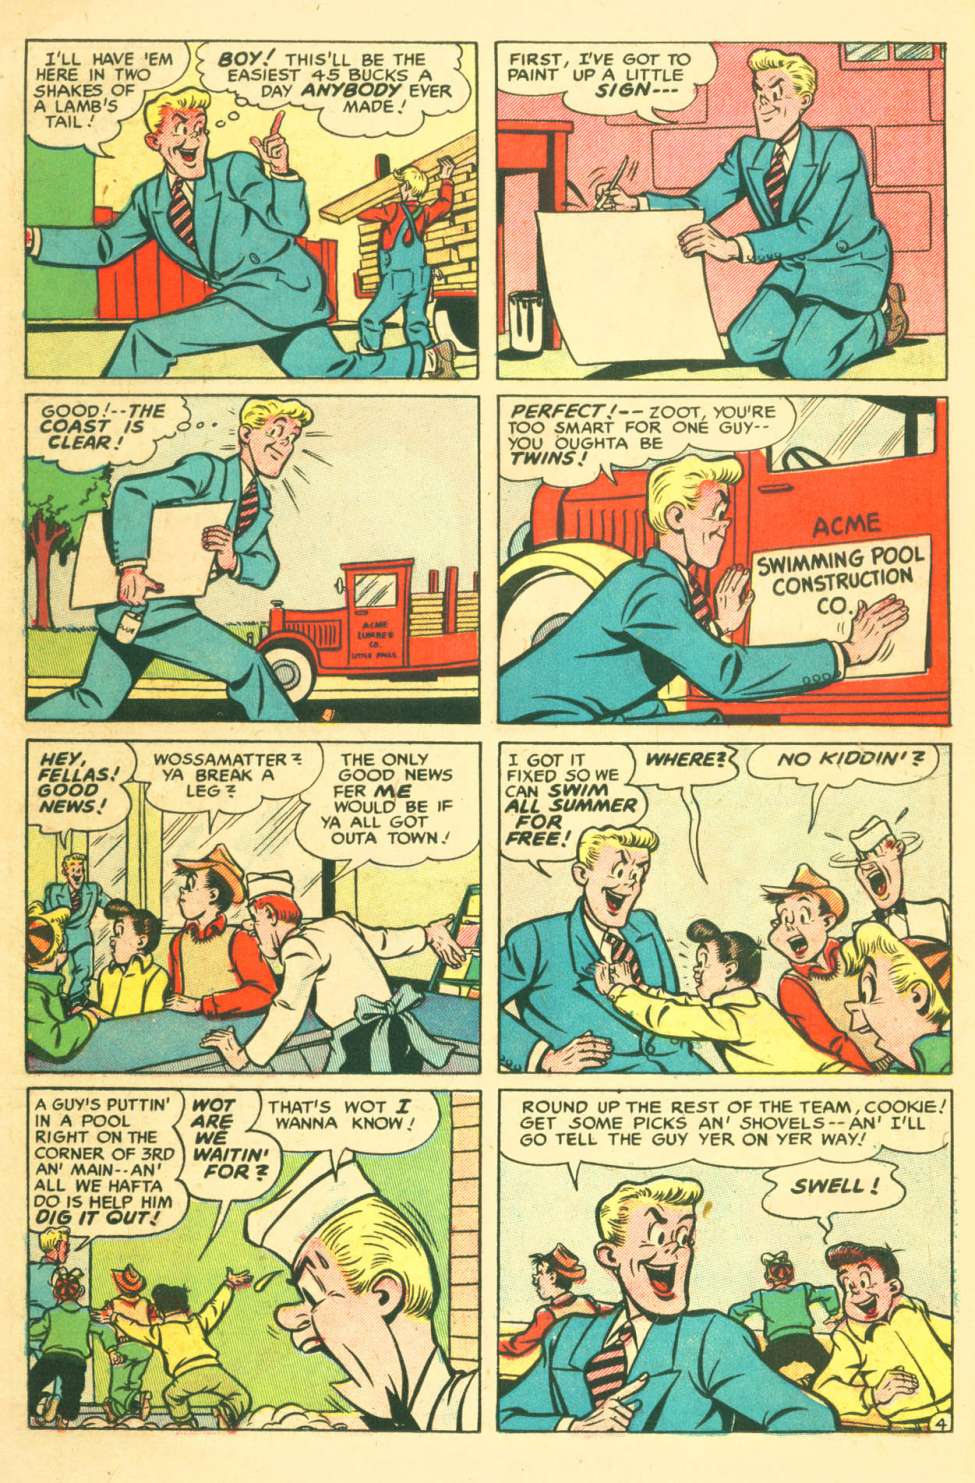 I'LL HAVE 'EM
HERE IN TWO
SHAKES OF
A LAMB'S
TAIL!
BOY! THIS'LL BE THE
EASIEST 45 BUCKS A
DAY ANYBODY EVER
MADE!
FIRST, I'VE GOT TO
PAINT UP A LITTLE
SIGN---
GOOD!--THE
COAST IS
CLEAR!
ACME
LUMBER
CO.
LITTLE FALLS
PERFECT!-- ZOOT, YOU'RE
TOO SMART FOR ONE GUY--
YOU OUGHTA BE
TWINS!
ACME
SWIMMING POOL
CONSTRUCTION
CO.
HEY,
FELLAS!
GOOD
NEWS!
WOSSAMATTER?
YA BREAK A
LEG?
THE ONLY
GOOD NEWS
FER ME
WOULD BE IF
YA ALL GOT
OUTA TOWN!
I GOT IT
FIXED SO WE
CAN SWIM
ALL SUMMER
FOR
FREE!
WHERE?
NO KIDDIN'?
A GUY'S PUTTIN'
IN A POOL
RIGHT ON THE
CORNER OF 3RD
AN' MAIN--AN'
ALL WE HAFTA
DO IS HELP HIM
DIG IT OUT!
WOT
ARE
WE
WAITIN'
FOR?
THAT'S WOT I
WANNA KNOW!
ROUND UP THE REST OF THE TEAM, COOKIE!
GET SOME PICKS AN' SHOVELS--AN' I'LL
GO TELL THE GUY YER ON YER WAY!
SWELL!
4